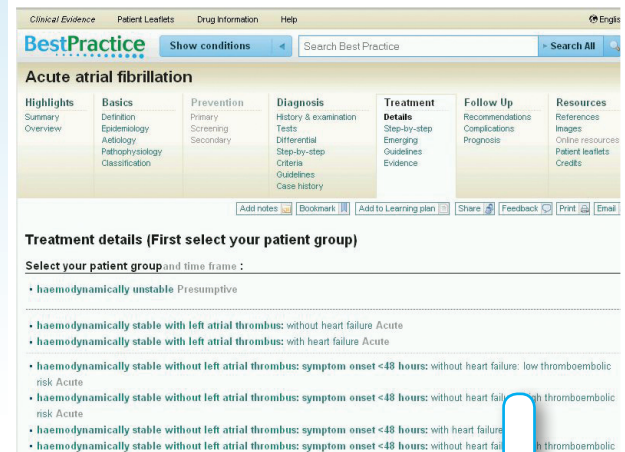 Clinical Evidence Patient Leaflets Drug Information Help
BestPractice Show conditions Search Best Practice Search All
Acute atrial fibrillation
Highlights Basics Prevention Diagnosis Treatment Follow Up Resources
Summary Definition Primary History & examination Details Recommendations References
Overview Epidemiology Screening Tests Step-by-step Complications Images
Aetiology Secondary Differential Emerging Prognosis Online resources
Pathophysiology Step-by-step Guidelines Patient leaflets
Classification Criteria Evidence Credits
Guidelines
Case history
Add notes Bookmark Add to Learning plan Share Feedback Print Email
Treatment details (First select your patient group)
Select your patient group and time frame :
• haemodynamically unstable Presumptive
• haemodynamically stable with left atrial thrombus: without heart failure Acute
• haemodynamically stable with left atrial thrombus: with heart failure Acute
• haemodynamically stable without left atrial thrombus: symptom onset <48 hours: without heart failure: low thromboembolic
risk Acute
• haemodynamically stable without left atrial thrombus: symptom onset <48 hours: without heart thromboembolic
risk Acute
• haemodynamically stable without left atrial thrombus: symptom onset <48 hours: with heart failure
• haemodynamically stable without left atrial thrombus: symptom onset <48 hours: without heart thromboembolic